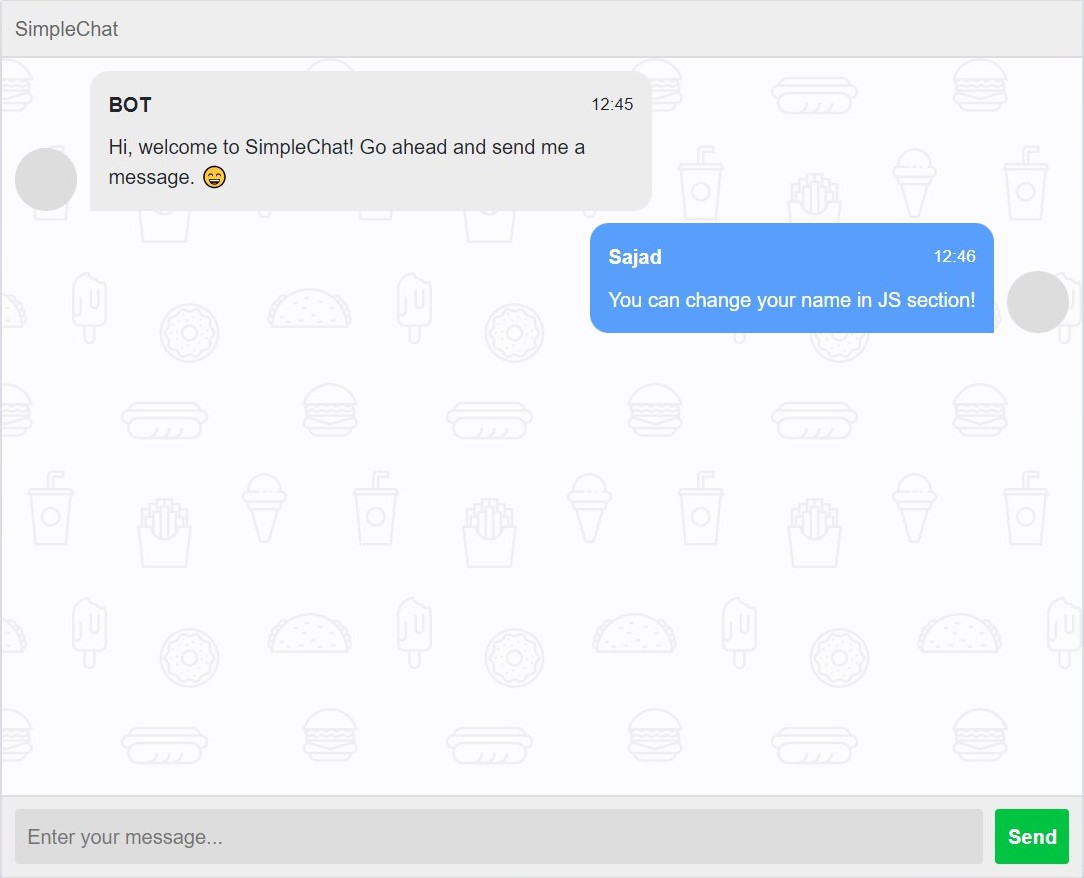 SimpleChat
BOT 12:45
Hi, welcome to SimpleChat! Go ahead and send me a
message. 😄
Sajad 12:46
You can change your name in JS section!
Enter your message...
Send